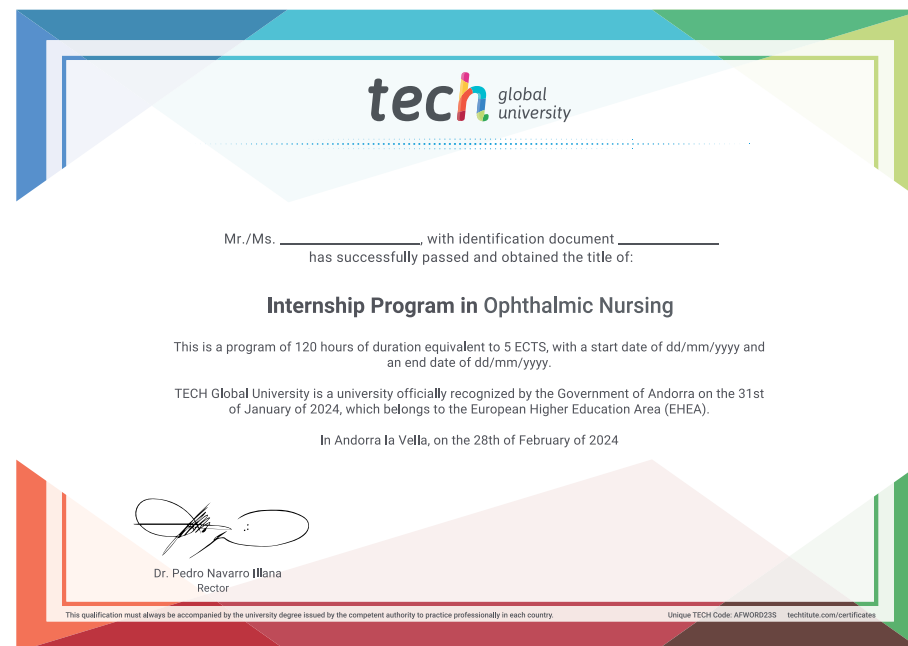 tech global
university
Mr./Ms. ____________________, with identification document ______________
has successfully passed and obtained the title of:
Internship Program in Ophthalmic Nursing
This is a program of 120 hours of duration equivalent to 5 ECTS, with a start date of dd/mm/yyyy and
an end date of dd/mm/yyyy.
TECH Global University is a university officially recognized by the Government of Andorra on the 31st
of January of 2024, which belongs to the European Higher Education Area (EHEA).
In Andorra la Vella, on the 28th of February of 2024
Dr. Pedro Navarro Illana
Rector
This qualification must always be accompanied by the university degree issued by the competent authority to practice professionally in each country. Unique TECH Code: AFWORD23S techtitute.com/certificates